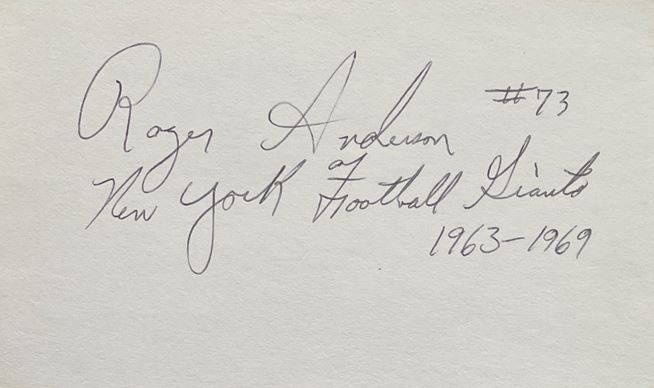 Roger Anderson #73
New York Football Giants
1963-1969